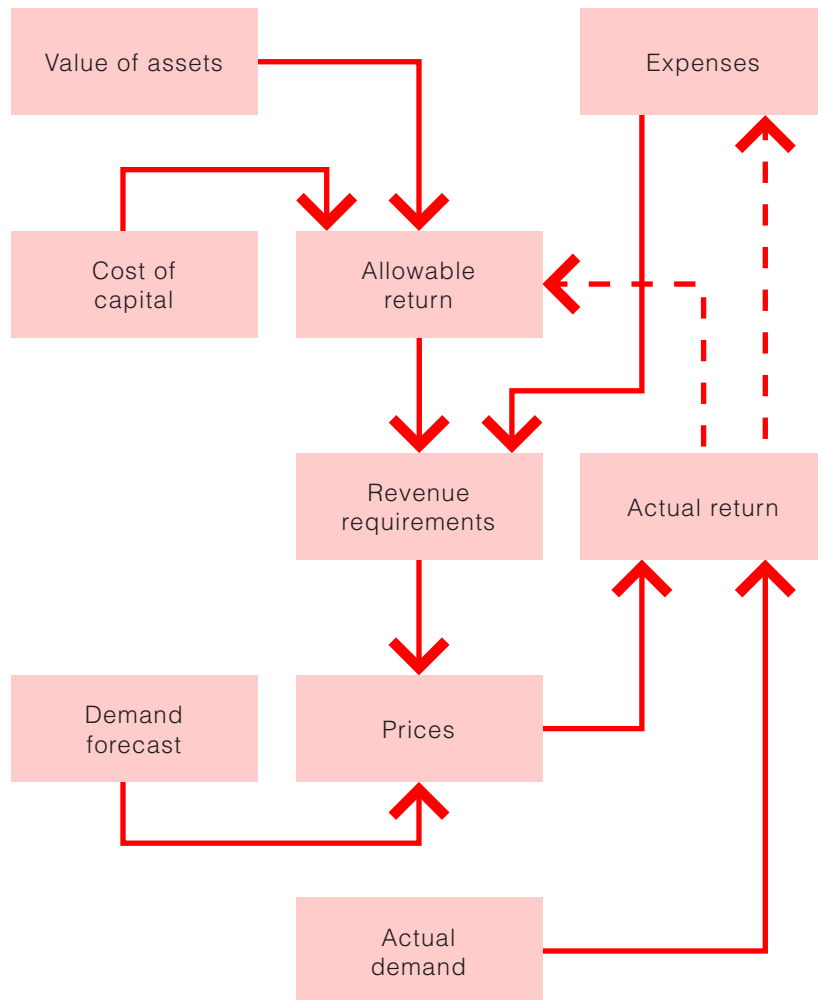 Value of assets
Expenses
Cost of
capital
Allowable
return
Revenue
requirements
Actual return
Demand
forecast
Prices
Actual
demand